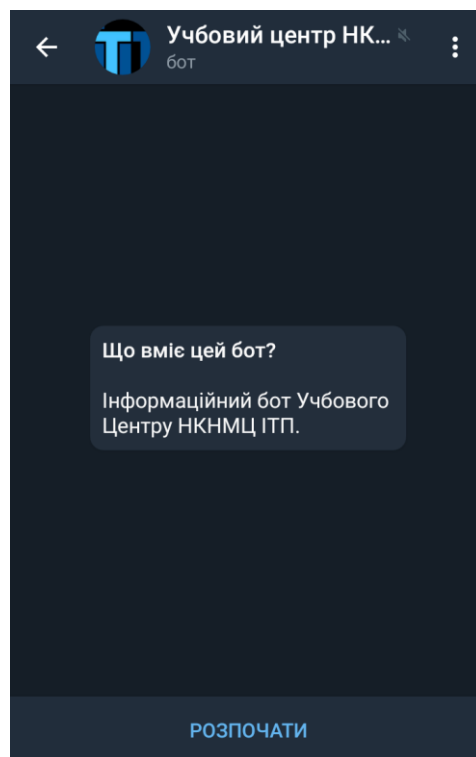 Учбовий центр НК...
бот
Що вміє цей бот?
Інформаційний бот Учбового
Центру НКНМЦ ІТП.
РОЗПОЧАТИ